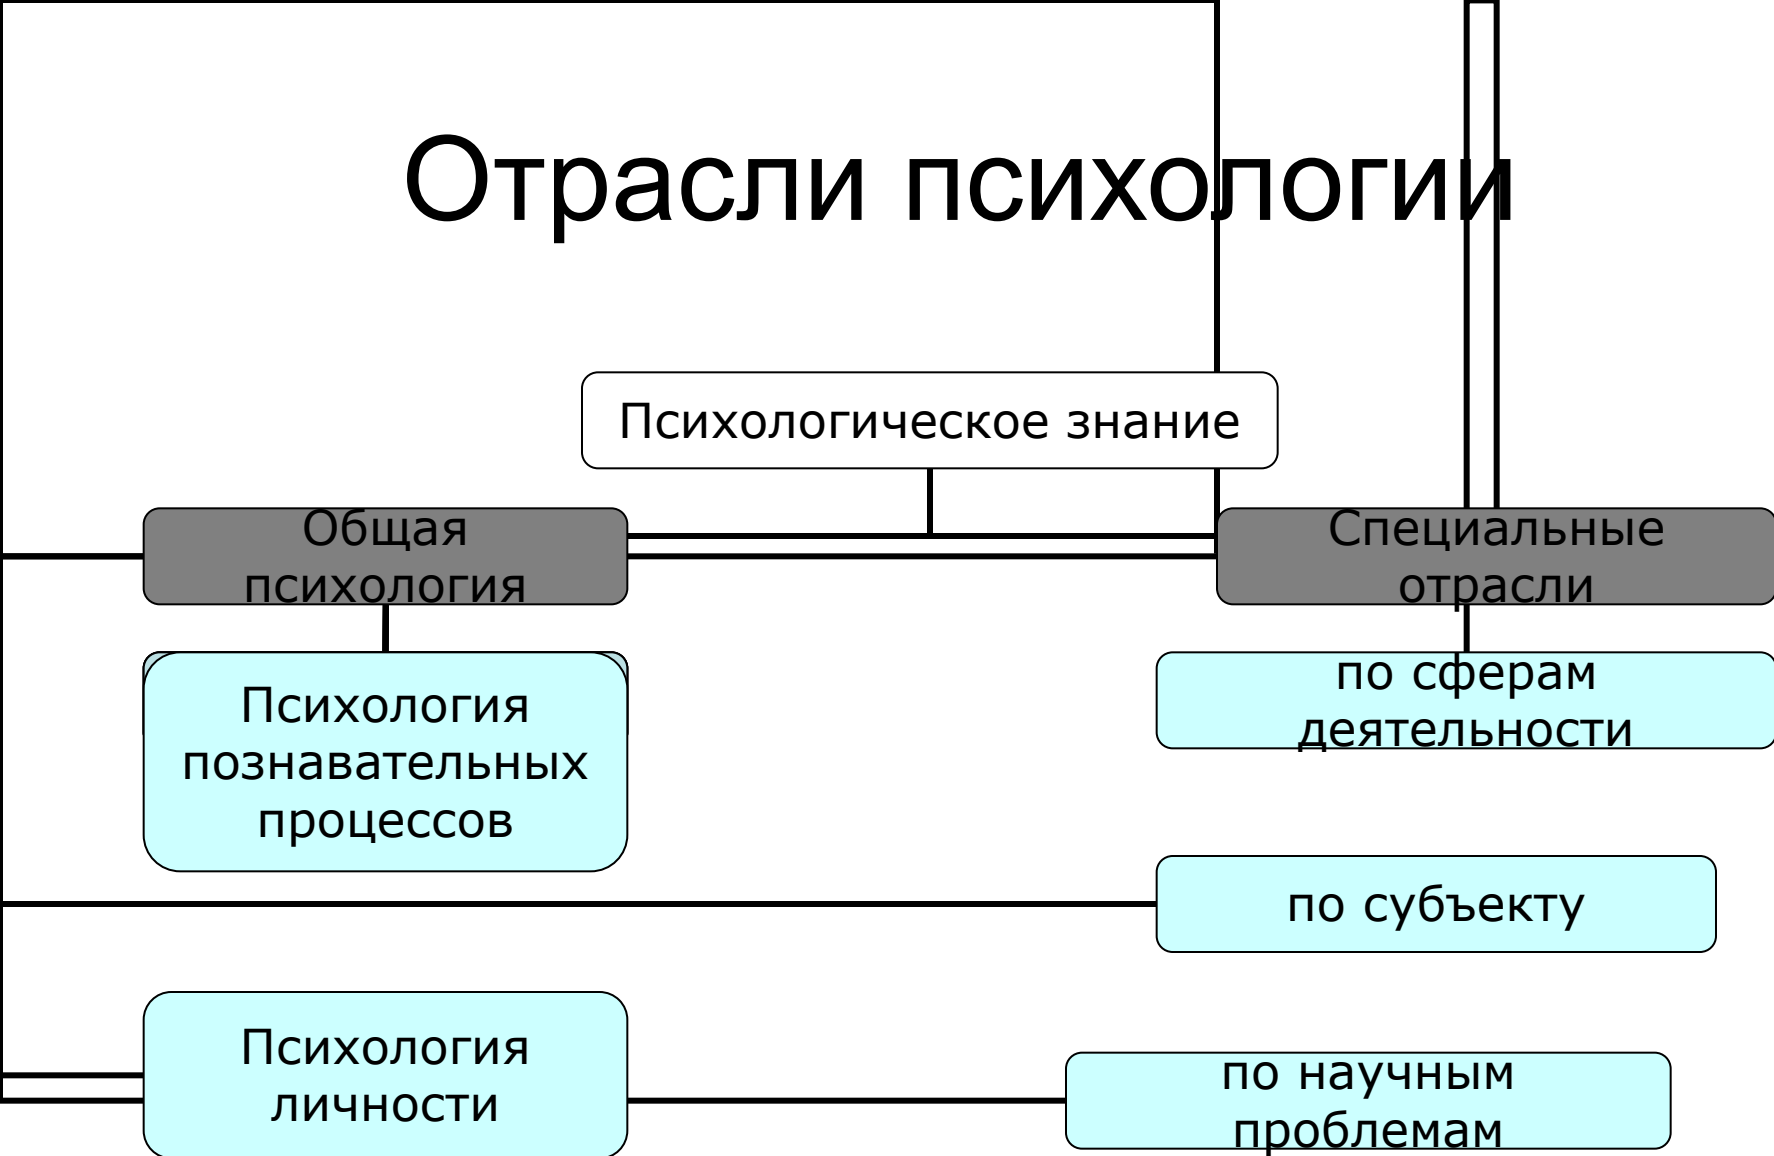 Отрасли психологии
Психологическое знание
Общая
психология
Специальные
отрасли
Психология
познавательных
процессов
по сферам
деятельности
по субъекту
Психология
личности
по научным
проблемам